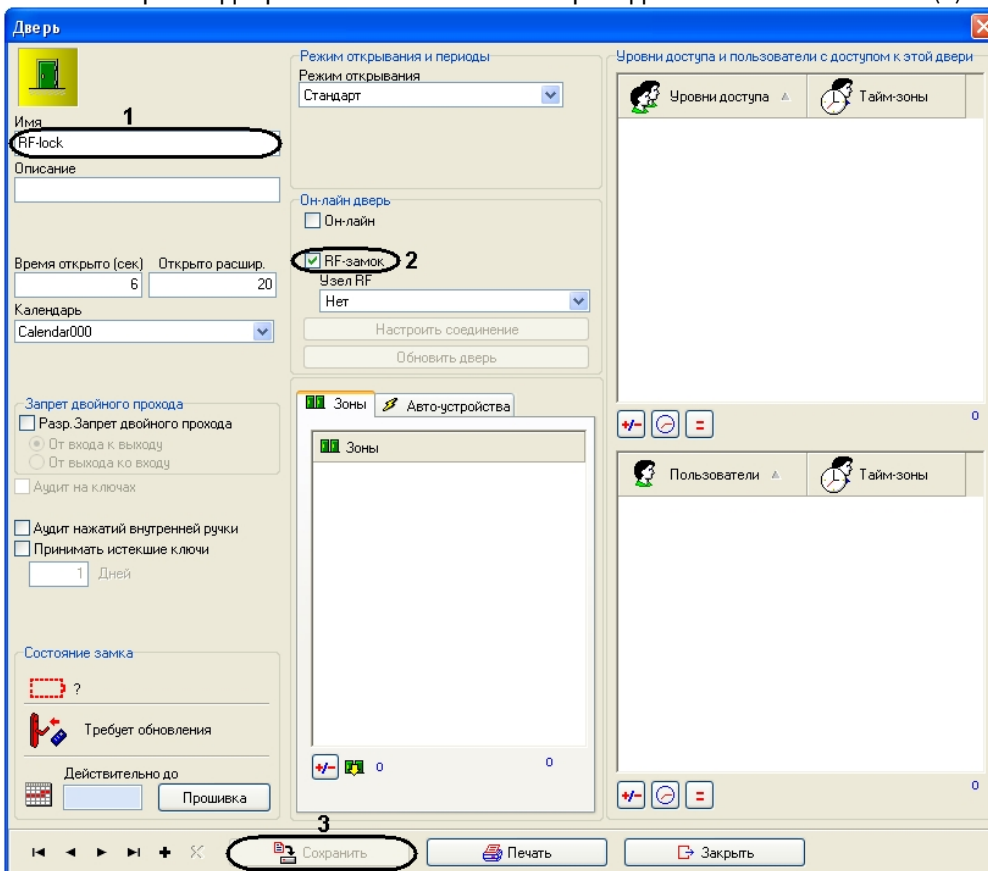 Дверь
Имя
1
RF-lock
Описание
Время открыто (сек)
Открыто расшир.
6
20
Календарь
Calendar000
Запрет двойного прохода
Разр.Запрет двойного прохода
От входа к выходу
От выхода ко входу
Аудит на ключах
Аудит нажатий внутренней ручки
Принимать истекшие ключи
1 Дней
Состояние замка
?
Требует обновления
Действительно до
Прошивка
Режим открывания и периоды
Режим открывания
Стандарт
Он-лайн дверь
Он-лайн
RF-замок 2
Узел RF
Нет
Настроить соединение
Обновить дверь
Зоны
Авто-устройства
Зоны
0
0
Уровни доступа и пользователи с доступом к этой двери
Уровни доступа
Тайм-зоны
0
Пользователи
Тайм-зоны
0
3
Сохранить
Печать
Закрыть